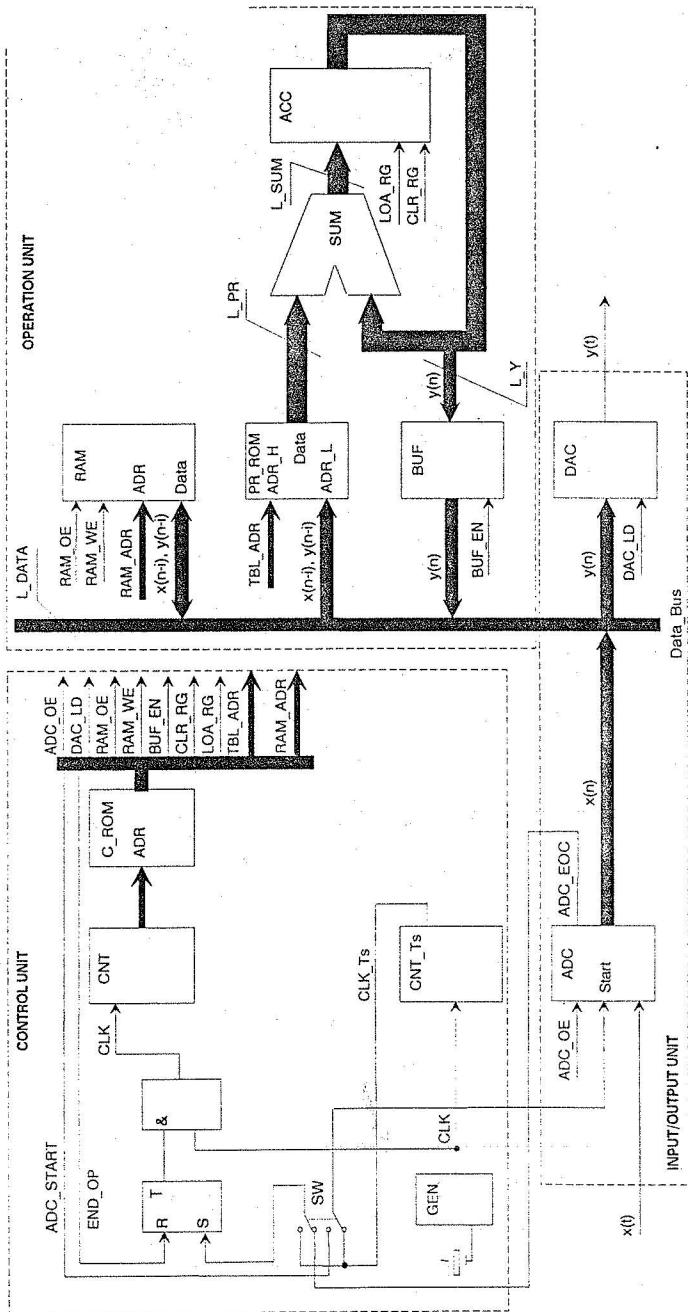 CONTROL UNIT
ADC_START
END_OP
R
T
S
&
CLK
CNT
C_ROM
ADR
ADC_OE
DAC_LD
RAM_OE
RAM_WE
BUF_EN
CLR_RG
LOA_RG
TBL_ADR
RAM_ADR
SW
GEN
CLK
CLK_Ts
CNT_Ts
OPERATION UNIT
L_DATA
RAM_OE
RAM_WE
RAM_ADR
x(n-i), y(n-i)
RAM
ADR
Data
TBL_ADR
x(n-i), y(n-i)
PR_ROM
ADR_H
Data
ADR_L
L_PR
SUM
L_SUM
ACC
LOA_RG
CLR_RG
y(n)
L_Y
BUF
y(n)
BUF_EN
INPUT/OUTPUT UNIT
x(t)
ADC_OE
ADC
Start
ADC_EOC
x(n)
Data_Bus
y(n)
DAC_LD
DAC
y(t)